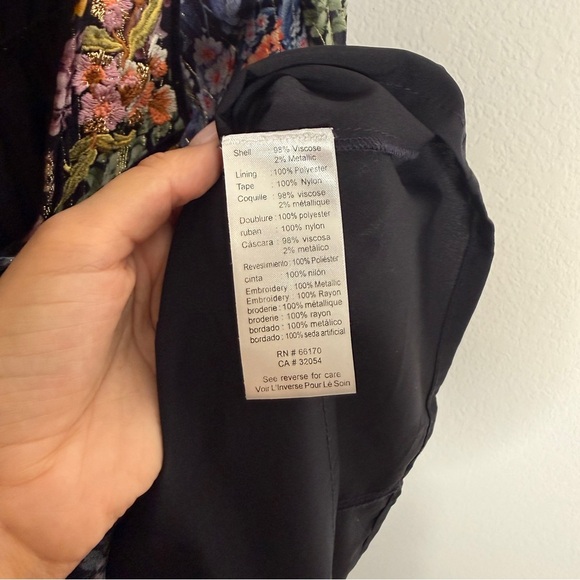 Shell : 98% Viscose
2% Metallic
Lining : 100% Polyester
Tape : 100% Nylon
Coquille : 98% viscose
2% métallique
Doublure : 100% polyester
ruban : 100% nylon
Cáscara : 98% viscosa
2% metálico
Revestimento : 100% Poliéster
cinta 100% nilón
Embroidery : 100% Metallic
Embroidery : 100% Rayon
broderie : 100% métallique
broderie : 100% rayon
bordado : 100% metálico
bordado : 100% seda artificial
RN # 66170
CA # 32054
See reverse for care
Voir L'Inverse Pour Lé Soin